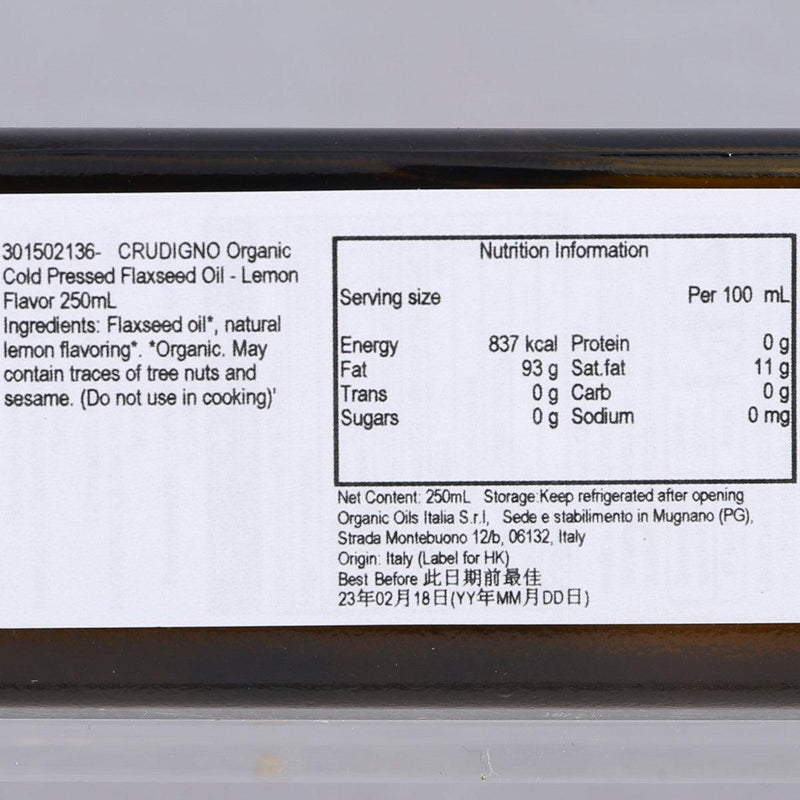 301502136- CRUDIGNO Organic
Cold Pressed Flaxseed Oil - Lemon
Flavor 250mL
Ingredients: Flaxseed oil*, natural
lemon flavoring*. *Organic. May
contain traces of tree nuts and
sesame. (Do not use in cooking)'
Nutrition Information
Serving size Per 100 mL
Energy 837 kcal Protein 0 g
Fat 93 g Sat.fat 11 g
Trans 0 g Carb 0 g
Sugars 0 g Sodium 0 mg
Net Content: 250mL Storage:Keep refrigerated after opening
Organic Oils Italia S.r.l, Sede e stabilimento in Mugnano (PG),
Strada Montebuono 12/b, 06132, Italy
Origin: Italy (Label for HK)
Best Before 此日期前最佳
23年02月18日(YY年MM月DD日)